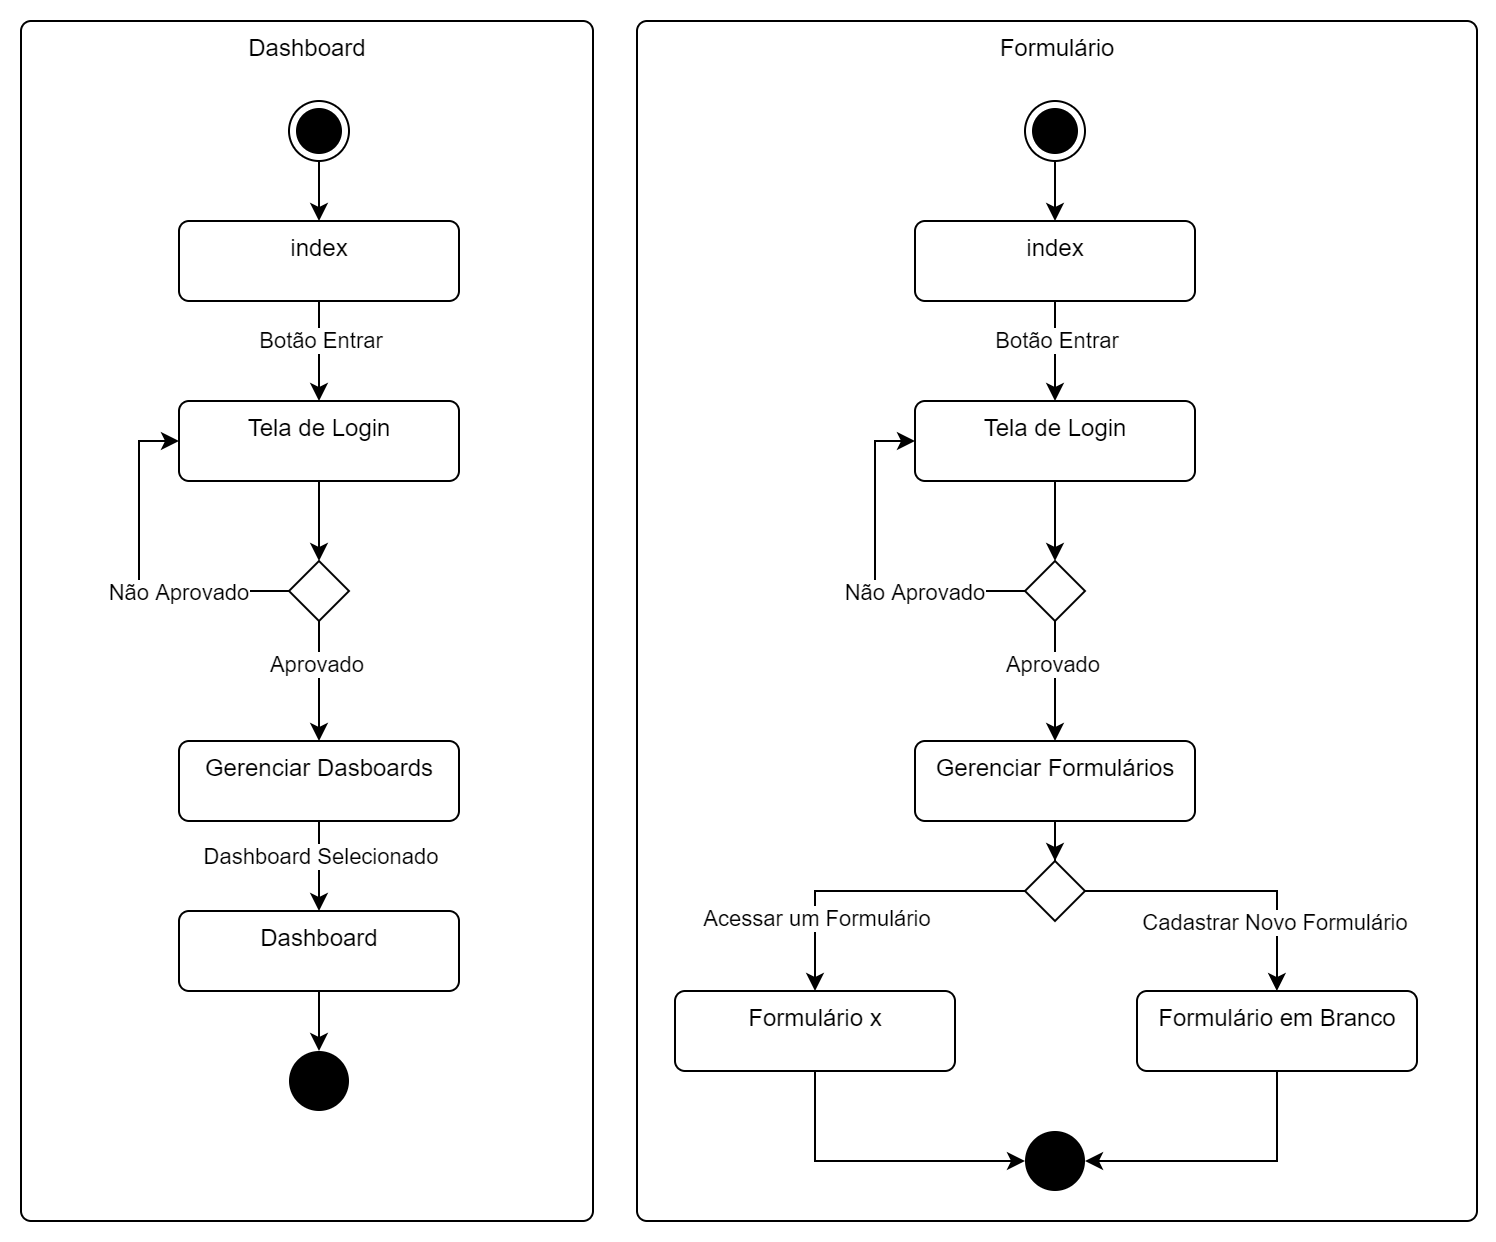 Dashboard
index
Botão Entrar
Tela de Login
Não Aprovado
Aprovado
Gerenciar Dasboards
Dashboard Selecionado
Dashboard
Formulário
index
Botão Entrar
Tela de Login
Não Aprovado
Aprovado
Gerenciar Formulários
Acessar um Formulário
Cadastrar Novo Formulário
Formulário x
Formulário em Branco